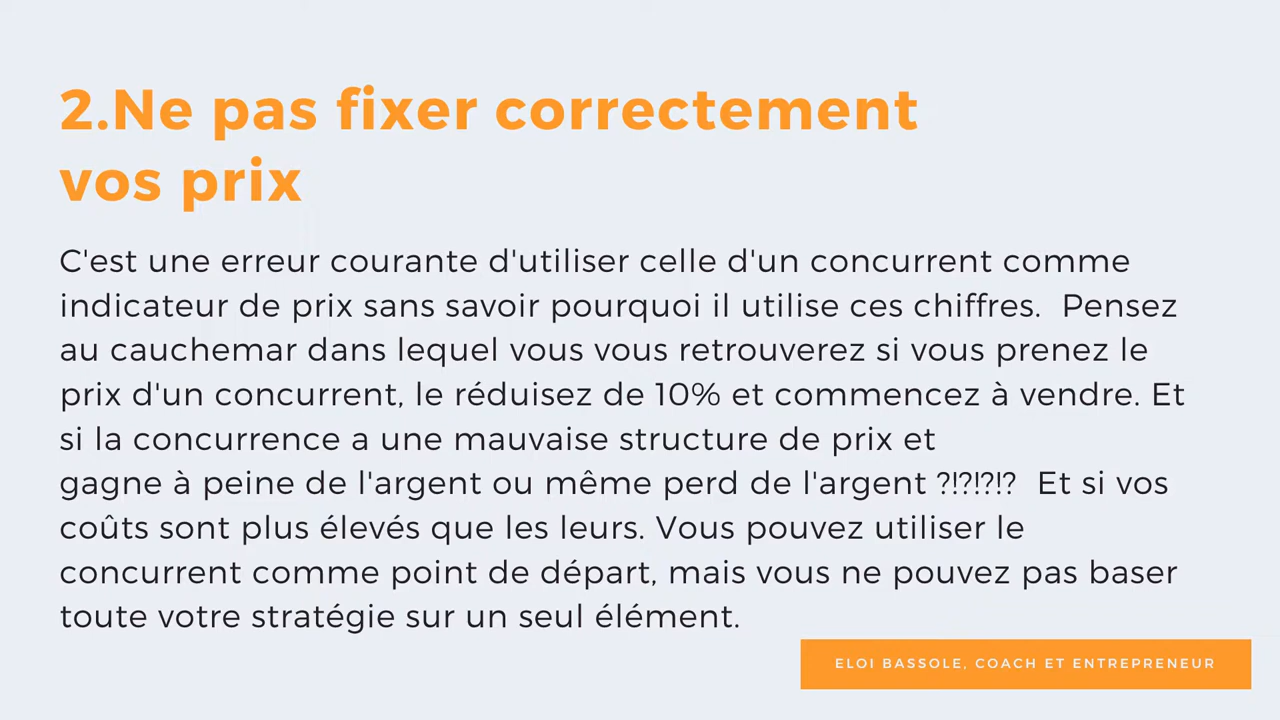 2.Ne pas fixer correctement
vos prix
C'est une erreur courante d'utiliser celle d'un concurrent comme
indicateur de prix sans savoir pourquoi il utilise ces chiffres.  Pensez
au cauchemar dans lequel vous vous retrouverez si vous prenez le
prix d'un concurrent, le réduisez de 10% et commencez à vendre. Et
si la concurrence a une mauvaise structure de prix et
gagne à peine de l'argent ou même perd de l'argent ?!?!?!?  Et si vos
coûts sont plus élevés que les leurs. Vous pouvez utiliser le
concurrent comme point de départ, mais vous ne pouvez pas baser
toute votre stratégie sur un seul élément.
ELOI BASSOLE, COACH ET ENTREPRENEUR